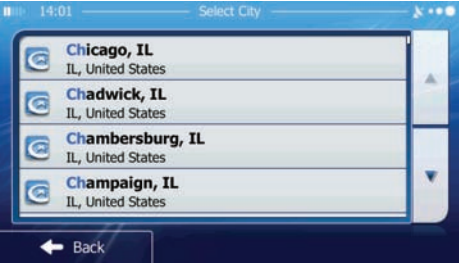 14:01
Select City
Chicago, IL
IL, United States
Chadwick, IL
IL, United States
Chambersburg, IL
IL, United States
Champaign, IL
IL, United States
Back